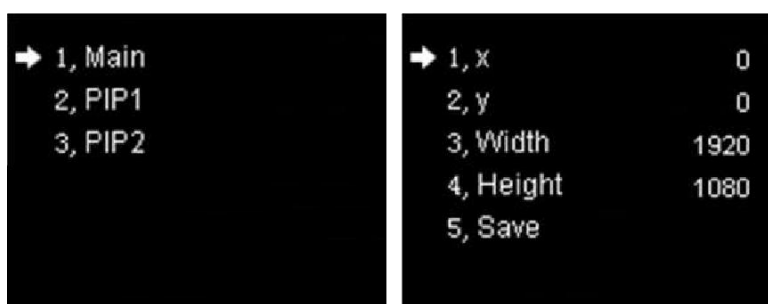 1, Main
2, PIP1
3, PIP2
1, x 0
2, y 0
3, Width 1920
4, Height 1080
5, Save